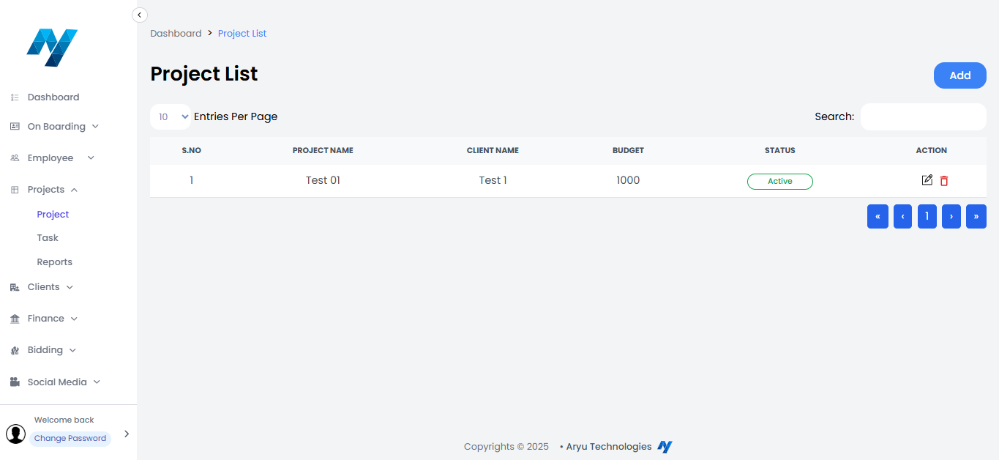 Dashboard > Project List
Project List
Add
10 Entries Per Page
Search:
S.NO PROJECT NAME CLIENT NAME BUDGET STATUS ACTION
1 Test 01 Test 1 1000 Active
« ‹ 1 › »
Dashboard
On Boarding
Employee
Projects
Project
Task
Reports
Clients
Finance
Bidding
Social Media
Welcome back
Change Password
Copyrights © 2025 • Aryu Technologies